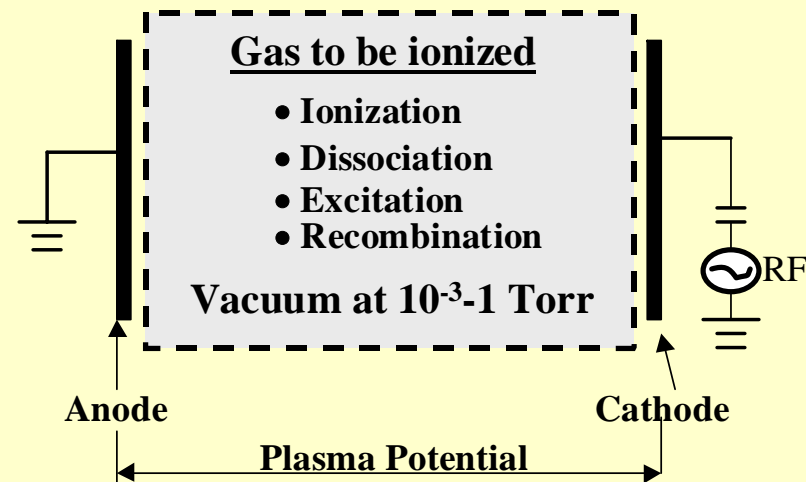 Gas to be ionized
• Ionization
• Dissociation
• Excitation
• Recombination
Vacuum at 10⁻³-1 Torr
RF
Anode
Cathode
Plasma Potential